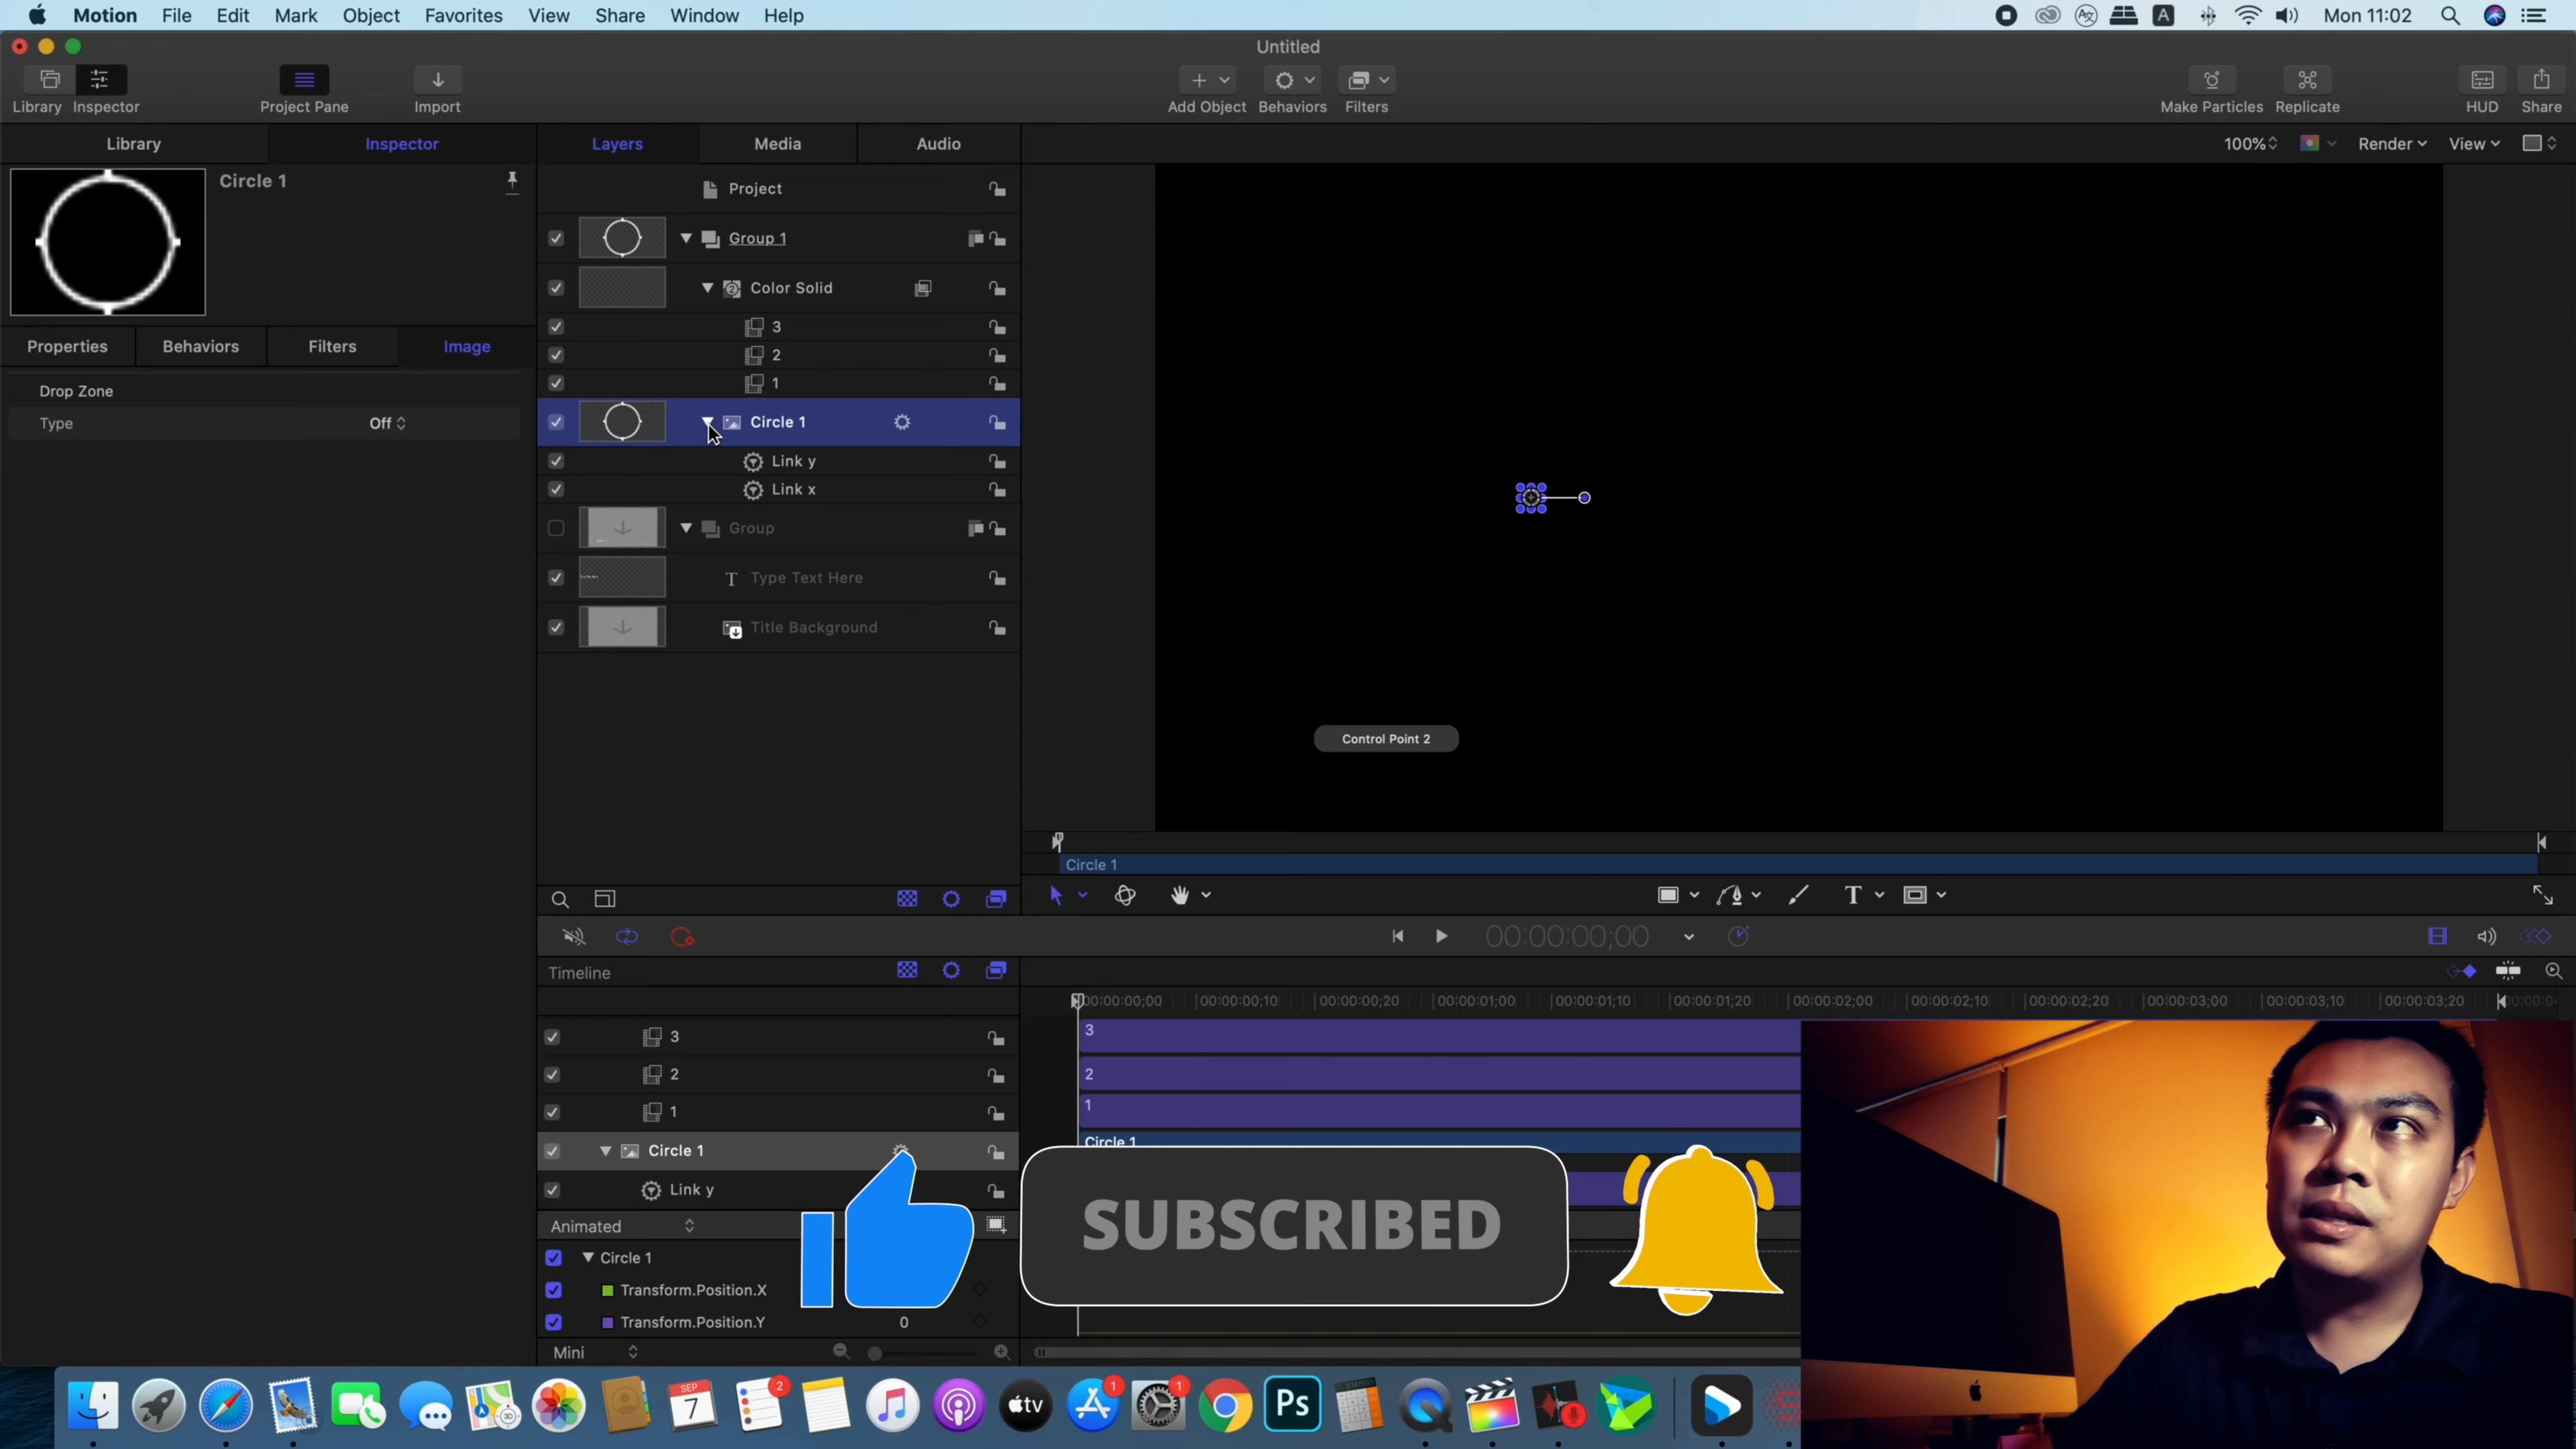 Motion File Edit Mark Object Favorites View Share Window Help
A
Mon 11:02
Untitled
Library Inspector Project Pane Import Add Object Behaviors Filters Make Particles Replicate HUD Share
Library Inspector Layers Media Audio
100% Render View
Circle 1
Properties Behaviors Filters Image
Drop Zone
Type Off
Project
Group 1
Color Solid
2
3
2
1
Circle 1
Link y
Link x
Group
T Type Text Here
Title Background
Control Point 2
Circle 1
T
00:00:00;00
Timeline
00:00:00;00 00:00:00;10 00:00:00;20 00:00:01;00 00:00:01;10 00:00:01;20 00:00:02;00 00:00:02;10 00:00:02;20 00:00:03;00 00:00:03;10 00:00:03;20
3 3
2 2
1 1
Circle 1 Circle 1
Link y
Animated
Circle 1
Transform.Position.X
Transform.Position.Y 0
Mini
SUBSCRIBED
3D
SEP
7
2
tv
1
1
Ps